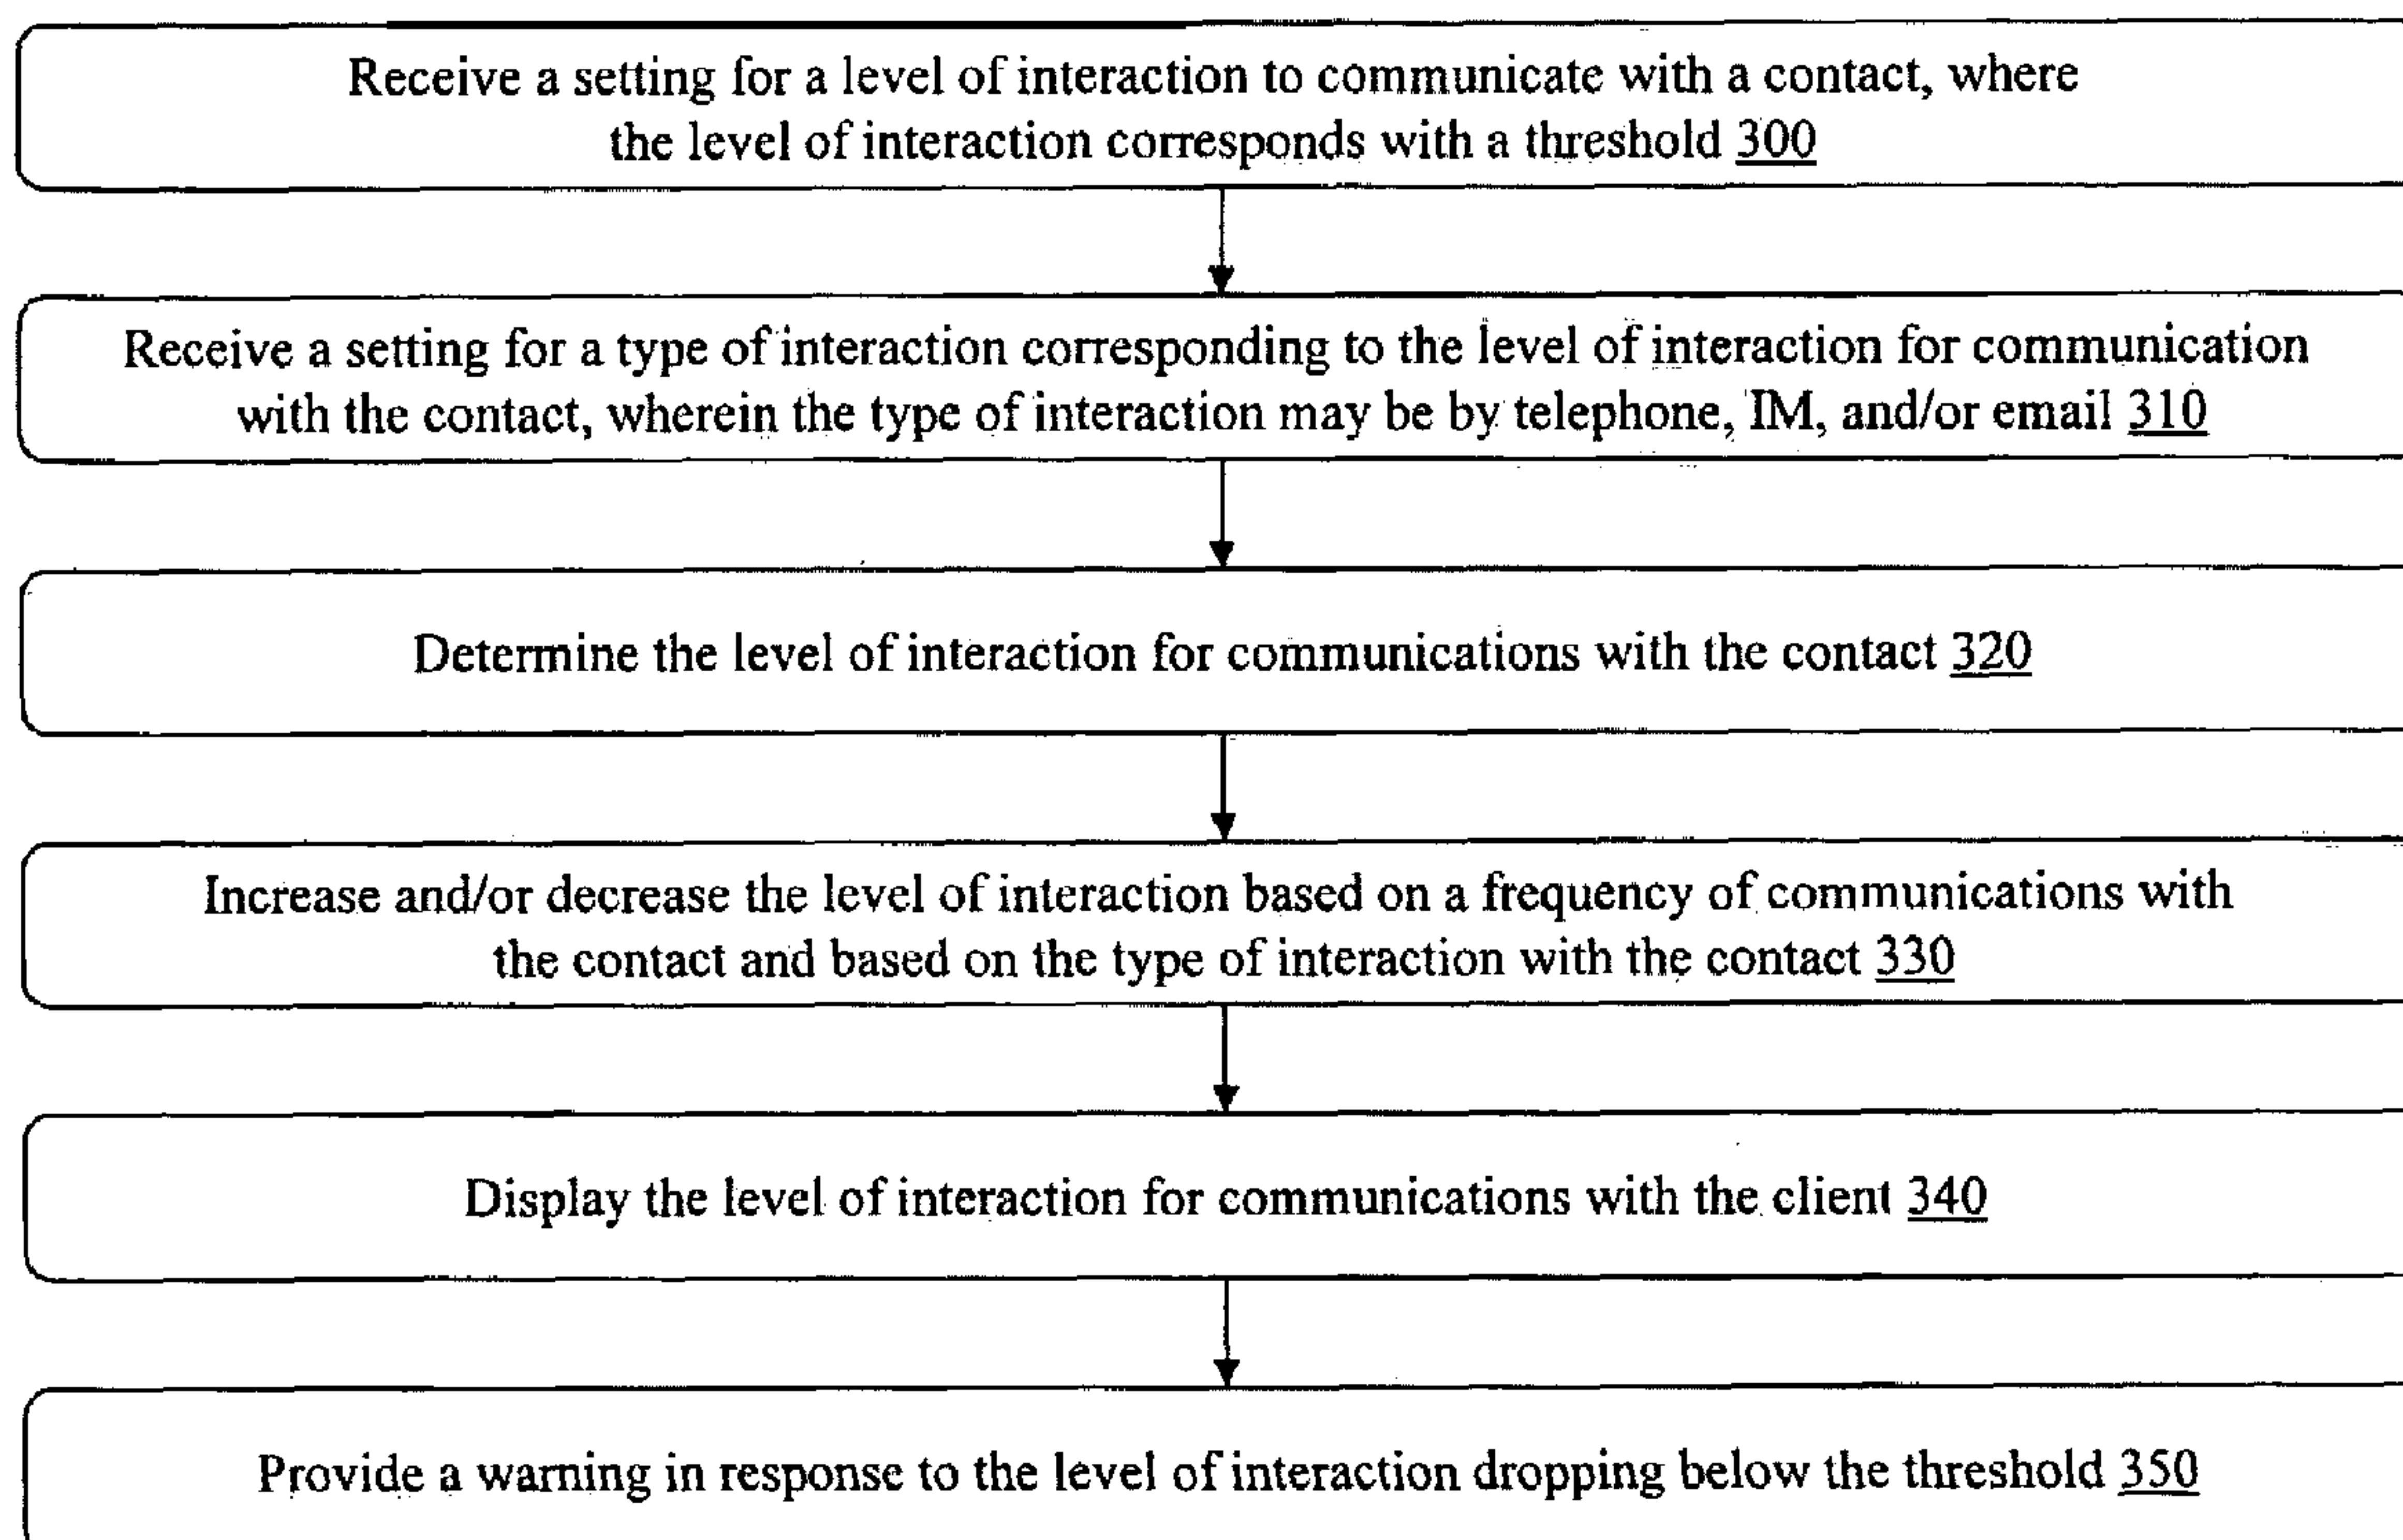 Receive a setting for a level of interaction to communicate with a contact, where
the level of interaction corresponds with a threshold 300
Receive a setting for a type of interaction corresponding to the level of interaction for communication
with the contact, wherein the type of interaction may be by telephone, IM, and/or email 310
Determine the level of interaction for communications with the contact 320
Increase and/or decrease the level of interaction based on a frequency of communications with
the contact and based on the type of interaction with the contact 330
Display the level of interaction for communications with the client 340
Provide a warning in response to the level of interaction dropping below the threshold 350